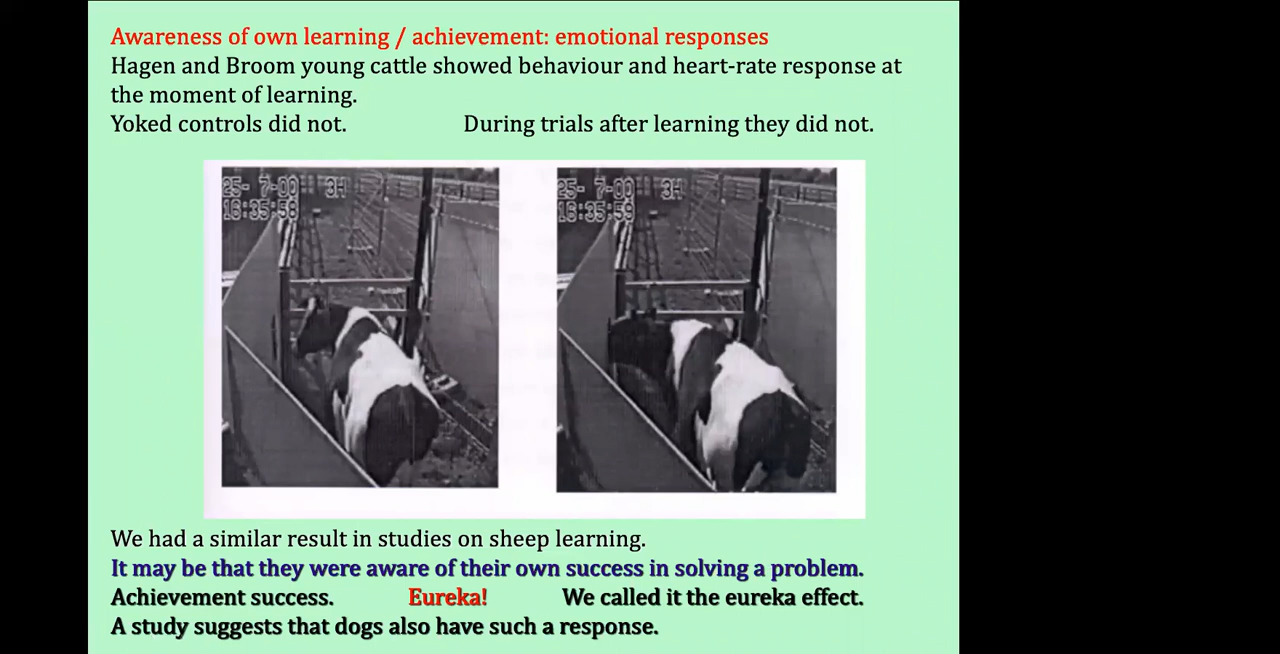 Awareness of own learning / achievement: emotional responses
Hagen and Broom young cattle showed behaviour and heart-rate response at
the moment of learning.
Yoked controls did not. During trials after learning they did not.
25- 7-00 3H
16:35:58
25- 7-00 3H
16:35:59
We had a similar result in studies on sheep learning.
It may be that they were aware of their own success in solving a problem.
Achievement success. Eureka! We called it the eureka effect.
A study suggests that dogs also have such a response.